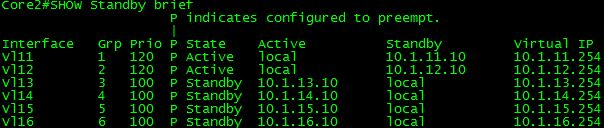 Core2#SHOW Standby brief
P indicates configured to preempt.
|
Interface Grp Prio P State Active Standby Virtual IP
Vl11 1 120 P Active local 10.1.11.10 10.1.11.254
Vl12 2 120 P Active local 10.1.12.10 10.1.12.254
Vl13 3 100 P Standby 10.1.13.10 local 10.1.13.254
Vl14 4 100 P Standby 10.1.14.10 local 10.1.14.254
Vl15 5 100 P Standby 10.1.15.10 local 10.1.15.254
Vl16 6 100 P Standby 10.1.16.10 local 10.1.16.254